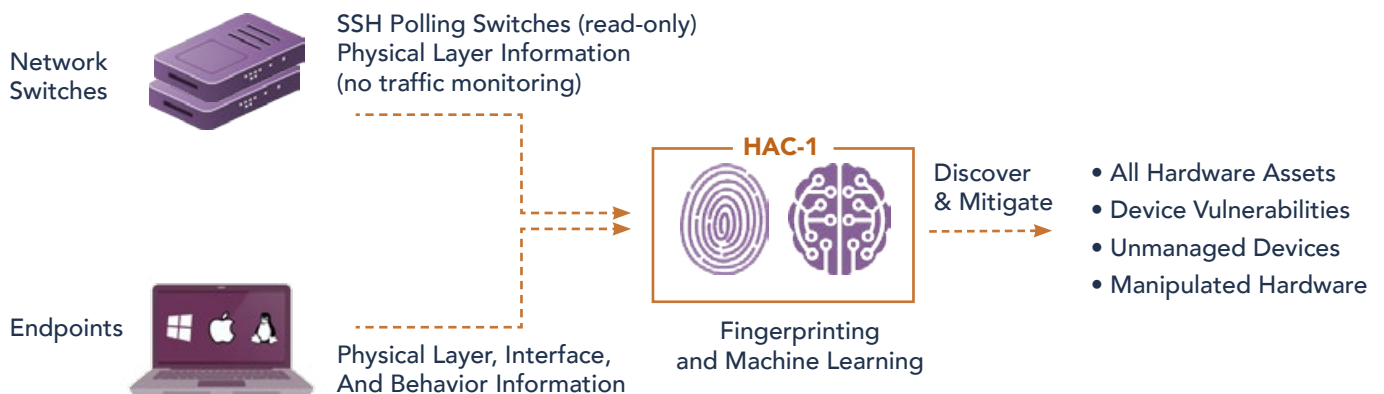 Network
Switches
SSH Polling Switches (read-only)
Physical Layer Information
(no traffic monitoring)
HAC-1
Discover
& Mitigate
• All Hardware Assets
• Device Vulnerabilities
• Unmanaged Devices
• Manipulated Hardware
Endpoints
Physical Layer, Interface,
And Behavior Information
Fingerprinting
and Machine Learning